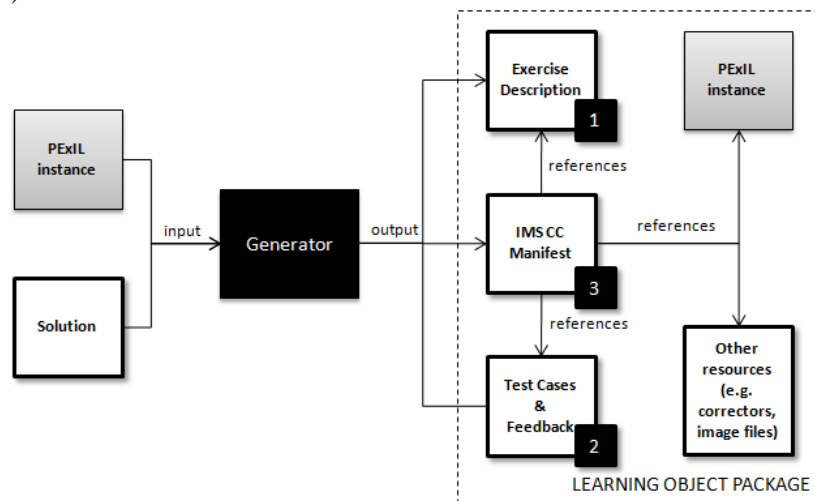 )
Exercise
Description
1
PExIL
instance
PExIL
instance
references
input
Generator
output
IMS CC
Manifest
3
references
Solution
references
Test Cases
&
Feedback
2
Other
resources
(e.g.
correctors,
image files)
LEARNING OBJECT PACKAGE